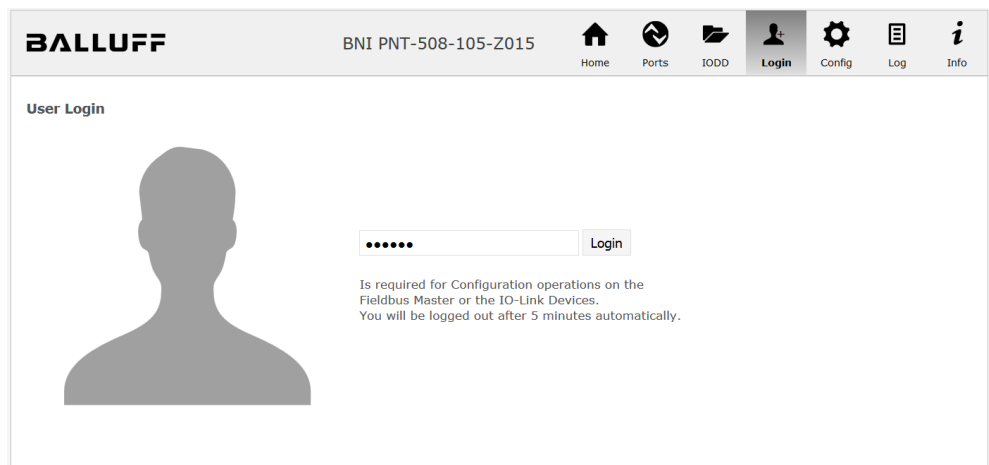 BALLUFF
BNI PNT-508-105-Z015
Home
Ports
IODD
Login
Config
Log
Info
User Login
●●●●●● Login
Is required for Configuration operations on the
Fieldbus Master or the IO-Link Devices.
You will be logged out after 5 minutes automatically.